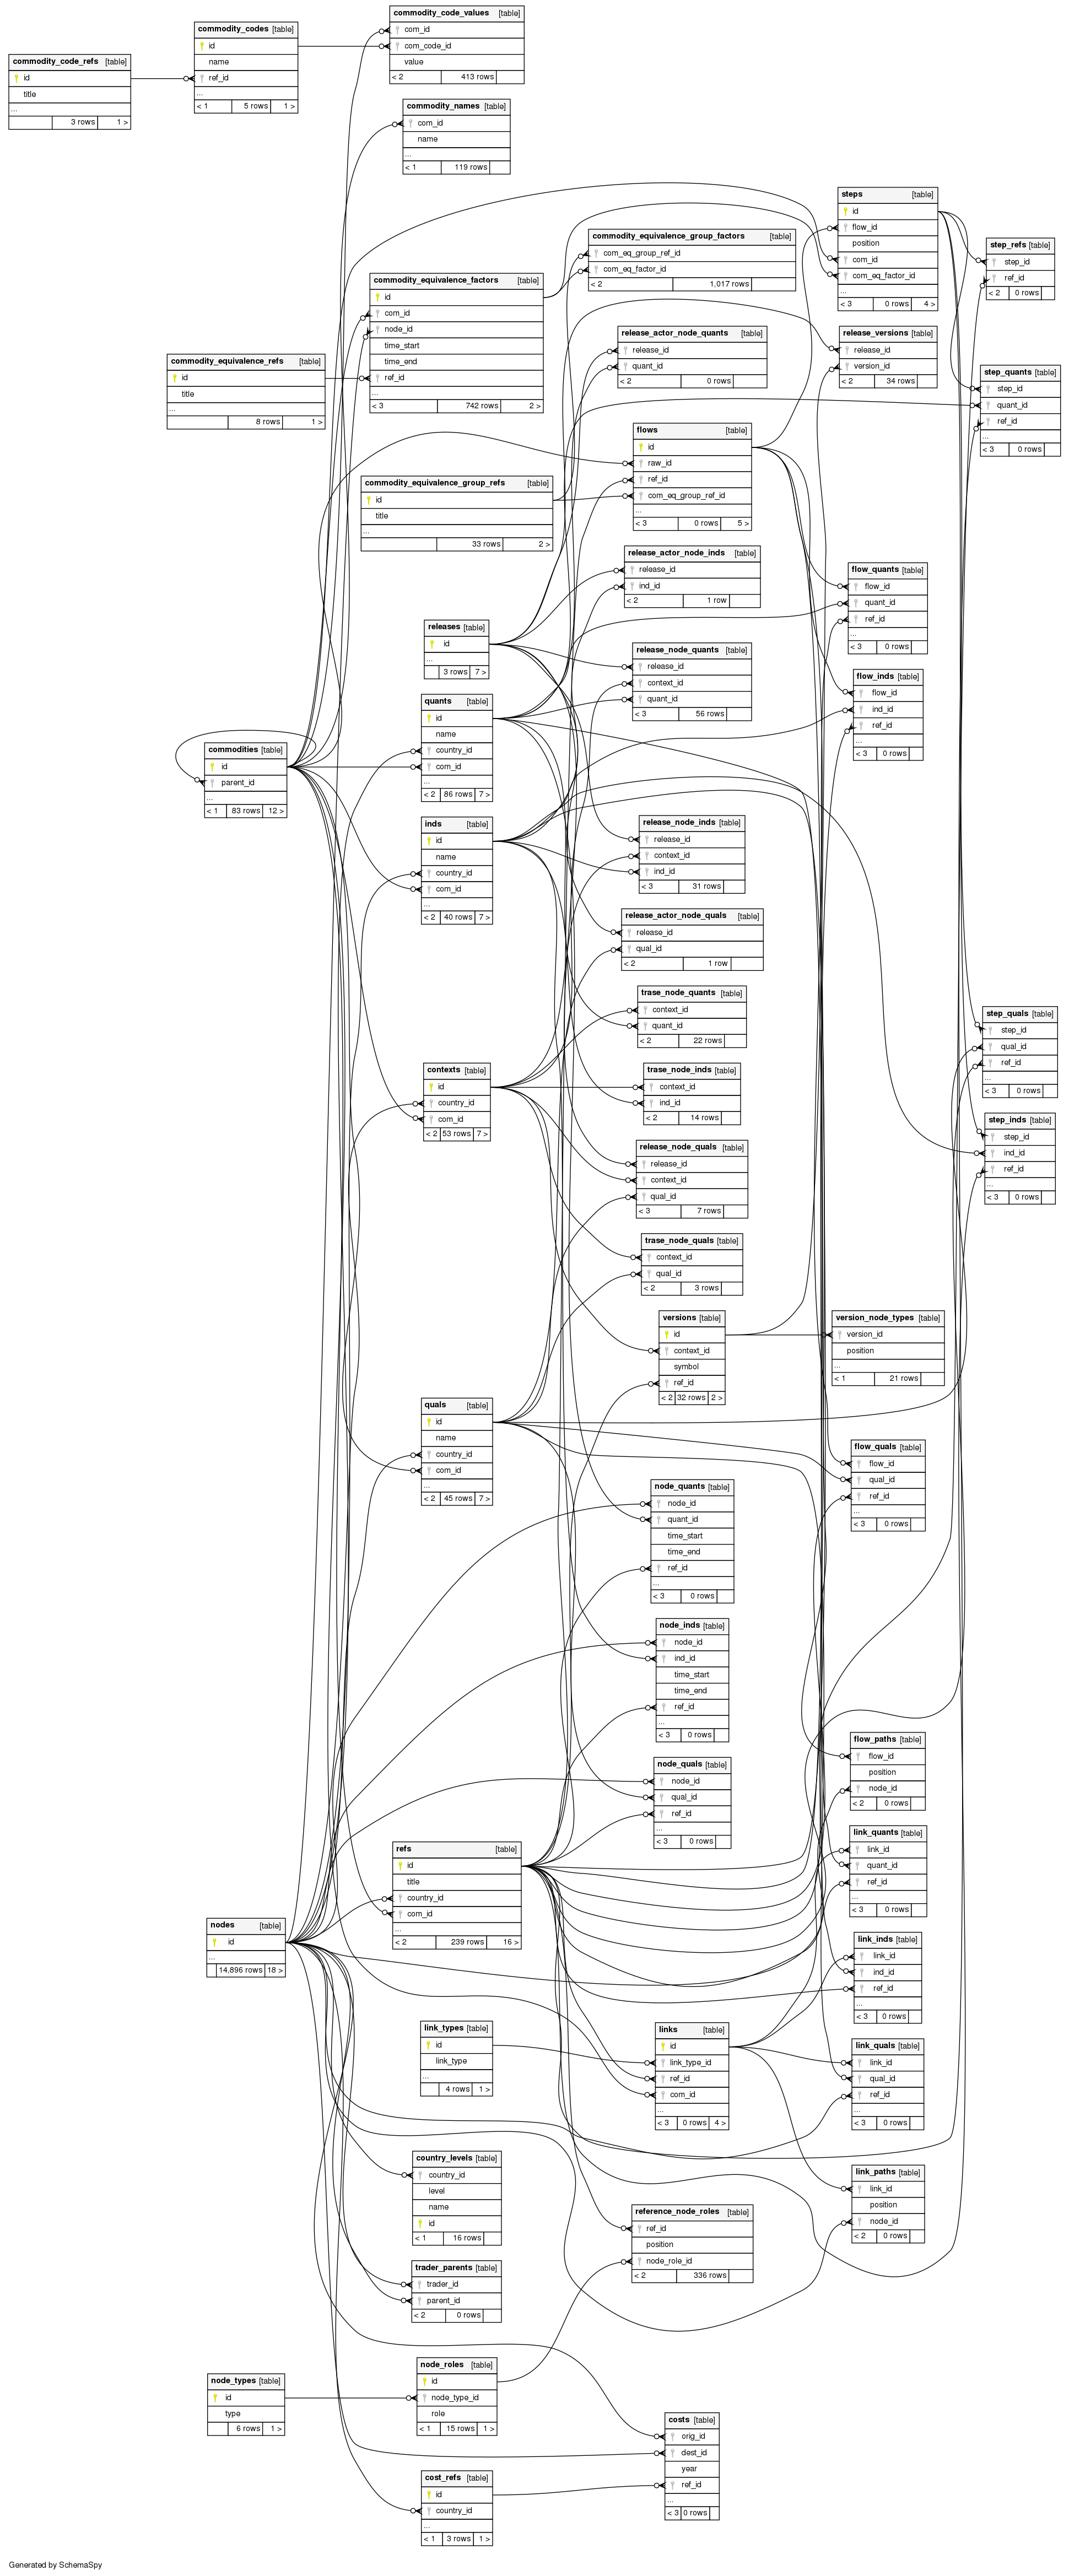 commodity_code_values [table]
com_id
com_code_id
value
< 2 413 rows
commodity_codes [table]
id
name
ref_id
...
< 1 5 rows 1 >
commodity_code_refs [table]
id
title
...
3 rows 1 >
commodity_names [table]
com_id
name
...
< 1 119 rows
steps [table]
id
flow_id
position
com_id
com_eq_factor_id
...
< 3 0 rows 4 >
commodity_equivalence_group_factors [table]
com_eq_group_ref_id
com_eq_factor_id
< 2 1,017 rows
step_refs [table]
step_id
ref_id
< 2 0 rows
commodity_equivalence_factors [table]
id
com_id
node_id
time_start
time_end
ref_id
...
< 3 742 rows 2 >
release_actor_node_quants [table]
release_id
quant_id
< 2 0 rows
release_versions [table]
release_id
version_id
< 2 34 rows
commodity_equivalence_refs [table]
id
title
...
8 rows 1 >
step_quants [table]
step_id
quant_id
ref_id
...
< 3 0 rows
flows [table]
id
raw_id
ref_id
com_eq_group_ref_id
...
< 3 0 rows 5 >
commodity_equivalence_group_refs [table]
id
title
...
33 rows 2 >
release_actor_node_inds [table]
release_id
ind_id
< 2 1 row
flow_quants [table]
flow_id
quant_id
ref_id
...
< 3 0 rows
releases [table]
id
...
3 rows 7 >
release_node_quants [table]
release_id
context_id
quant_id
< 3 56 rows
flow_inds [table]
flow_id
ind_id
ref_id
...
< 3 0 rows
quants [table]
id
name
country_id
com_id
...
< 2 86 rows 7 >
commodities [table]
id
parent_id
...
< 1 83 rows 12 >
inds [table]
id
name
country_id
com_id
...
< 2 40 rows 7 >
release_node_inds [table]
release_id
context_id
ind_id
< 3 31 rows
release_actor_node_quals [table]
release_id
qual_id
< 2 1 row
trase_node_quants [table]
context_id
quant_id
< 2 22 rows
step_quals [table]
step_id
qual_id
ref_id
...
< 3 0 rows
contexts [table]
id
country_id
com_id
< 2 53 rows 7 >
trase_node_inds [table]
context_id
ind_id
< 2 14 rows
step_inds [table]
step_id
ind_id
ref_id
...
< 3 0 rows
release_node_quals [table]
release_id
context_id
qual_id
< 3 7 rows
trase_node_quals [table]
context_id
qual_id
< 2 3 rows
versions [table]
id
context_id
symbol
ref_id
< 2 32 rows 2 >
version_node_types [table]
version_id
position
...
< 1 21 rows
quals [table]
id
name
country_id
com_id
...
< 2 45 rows 7 >
flow_quals [table]
flow_id
qual_id
ref_id
...
< 3 0 rows
node_quants [table]
node_id
quant_id
time_start
time_end
ref_id
...
< 3 0 rows
node_inds [table]
node_id
ind_id
time_start
time_end
ref_id
...
< 3 0 rows
flow_paths [table]
flow_id
position
node_id
< 2 0 rows
node_quals [table]
node_id
qual_id
ref_id
...
< 3 0 rows
link_quants [table]
link_id
quant_id
ref_id
...
< 3 0 rows
refs [table]
id
title
country_id
com_id
...
< 2 239 rows 16 >
nodes [table]
id
...
14,896 rows 18 >
link_inds [table]
link_id
ind_id
ref_id
...
< 3 0 rows
link_types [table]
id
link_type
...
4 rows 1 >
links [table]
id
link_type_id
ref_id
com_id
...
< 3 0 rows 4 >
link_quals [table]
link_id
qual_id
ref_id
...
< 3 0 rows
country_levels [table]
country_id
level
name
id
< 1 16 rows
link_paths [table]
link_id
position
node_id
< 2 0 rows
reference_node_roles [table]
ref_id
position
node_role_id
< 2 336 rows
trader_parents [table]
trader_id
parent_id
< 2 0 rows
node_types [table]
id
type
6 rows 1 >
node_roles [table]
id
node_type_id
role
< 1 15 rows 1 >
costs [table]
orig_id
dest_id
year
ref_id
...
< 3 0 rows
cost_refs [table]
id
country_id
...
< 1 3 rows 1 >
Generated by SchemaSpy